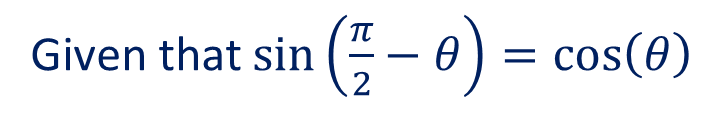 Given that sin (π/2 − θ) = cos(θ)